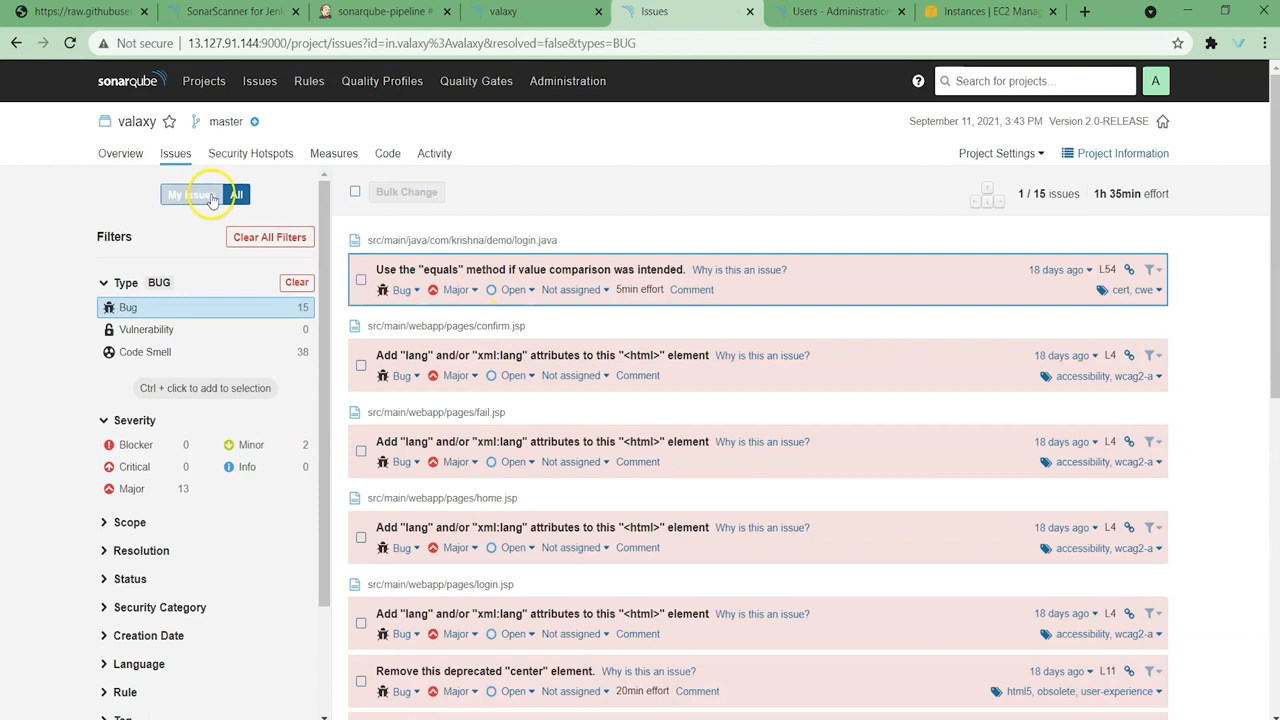 https://raw.githubuser
SonarScanner for Jenk
sonarqube-pipeline #
valaxy
Issues
Users - Administration
Instances | EC2 Manag
Not secure
13.127.91.144:9000/project/issues?id=in.valaxy%3Avalaxy&resolved=false&types=BUG
sonarqube Projects Issues Rules Quality Profiles Quality Gates Administration
Search for projects...
A
valaxy
master
September 11, 2021, 3:43 PM Version 2.0-RELEASE
Overview Issues Security Hotspots Measures Code Activity
Project Settings
Project Information
My Issues All
Bulk Change
1 / 15 issues 1h 35min effort
Filters
Clear All Filters
Type BUG
Clear
Bug 15
Vulnerability 0
Code Smell 38
Ctrl + click to add to selection
Severity
Blocker 0 Minor 2
Critical 0 Info 0
Major 13
Scope
Resolution
Status
Security Category
Creation Date
Language
Rule
src/main/java/com/krishna/demo/login.java
Use the "equals" method if value comparison was intended. Why is this an issue? 18 days ago L54
Bug Major Open Not assigned 5min effort Comment cert, cwe
src/main/webapp/pages/confirm.jsp
Add "lang" and/or "xml:lang" attributes to this "<html>" element Why is this an issue? 18 days ago L4
Bug Major Open Not assigned Comment accessibility, wcag2-a
src/main/webapp/pages/fail.jsp
Add "lang" and/or "xml:lang" attributes to this "<html>" element Why is this an issue? 18 days ago L4
Bug Major Open Not assigned Comment accessibility, wcag2-a
src/main/webapp/pages/home.jsp
Add "lang" and/or "xml:lang" attributes to this "<html>" element Why is this an issue? 18 days ago L4
Bug Major Open Not assigned Comment accessibility, wcag2-a
src/main/webapp/pages/login.jsp
Add "lang" and/or "xml:lang" attributes to this "<html>" element Why is this an issue? 18 days ago L4
Bug Major Open Not assigned Comment accessibility, wcag2-a
Remove this deprecated "center" element. Why is this an issue? 18 days ago L11
Bug Major Open Not assigned 20min effort Comment html5, obsolete, user-experience